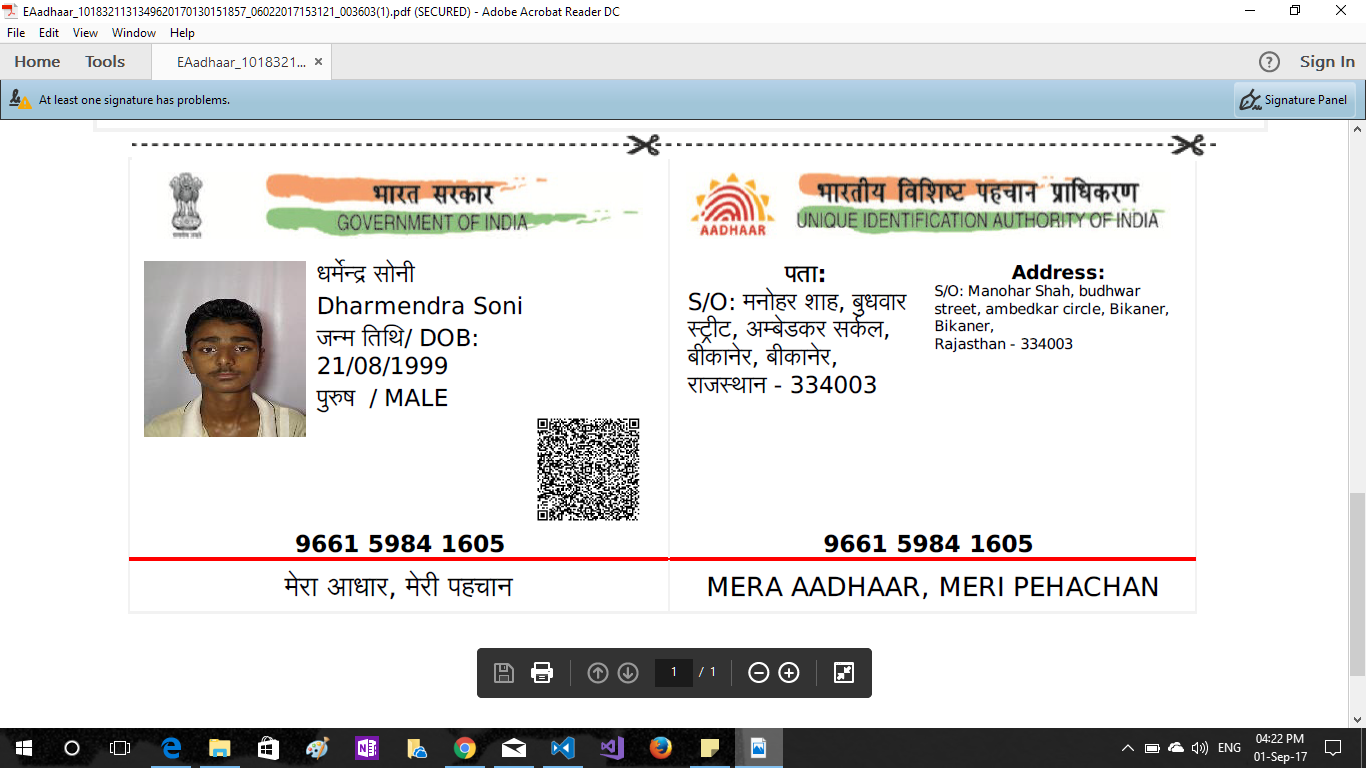 EAadhaar_1018321131349620170130151857_06022017153121_003603(1).pdf (SECURED) - Adobe Acrobat Reader DC
File Edit View Window Help
Home Tools EAadhaar_1018321... × ? Sign In
At least one signature has problems. Signature Panel
भारत सरकार
GOVERNMENT OF INDIA
धर्मेन्द्र सोनी
Dharmendra Soni
जन्म तिथि/ DOB:
21/08/1999
पुरुष / MALE
9661 5984 1605
मेरा आधार, मेरी पहचान
AADHAAR
भारतीय विशिष्ट पहचान प्राधिकरण
UNIQUE IDENTIFICATION AUTHORITY OF INDIA
पता:
S/O: मनोहर शाह, बुधवार
स्ट्रीट, अम्बेडकर सर्कल,
बीकानेर, बीकानेर,
राजस्थान - 334003
Address:
S/O: Manohar Shah, budhwar
street, ambedkar circle, Bikaner,
Bikaner,
Rajasthan - 334003
9661 5984 1605
MERA AADHAAR, MERI PEHACHAN
1 / 1
ENG
04:22 PM
01-Sep-17